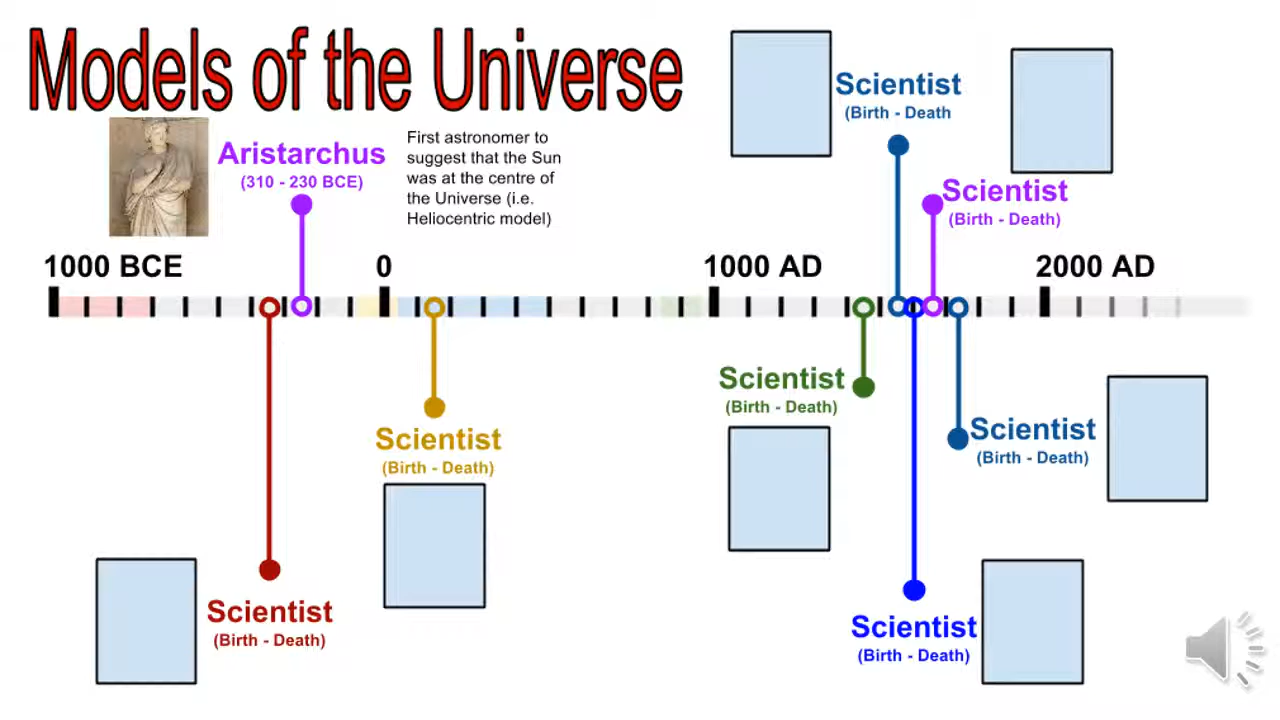 Models of the Universe
Scientist
(Birth - Death
Aristarchus
(310 - 230 BCE)
First astronomer to
suggest that the Sun
was at the centre of
the Universe (i.e.
Heliocentric model)
Scientist
(Birth - Death)
1000 BCE
0
1000 AD
2000 AD
Scientist
(Birth - Death)
Scientist
(Birth - Death)
Scientist
(Birth - Death)
Scientist
(Birth - Death)
Scientist
(Birth - Death)